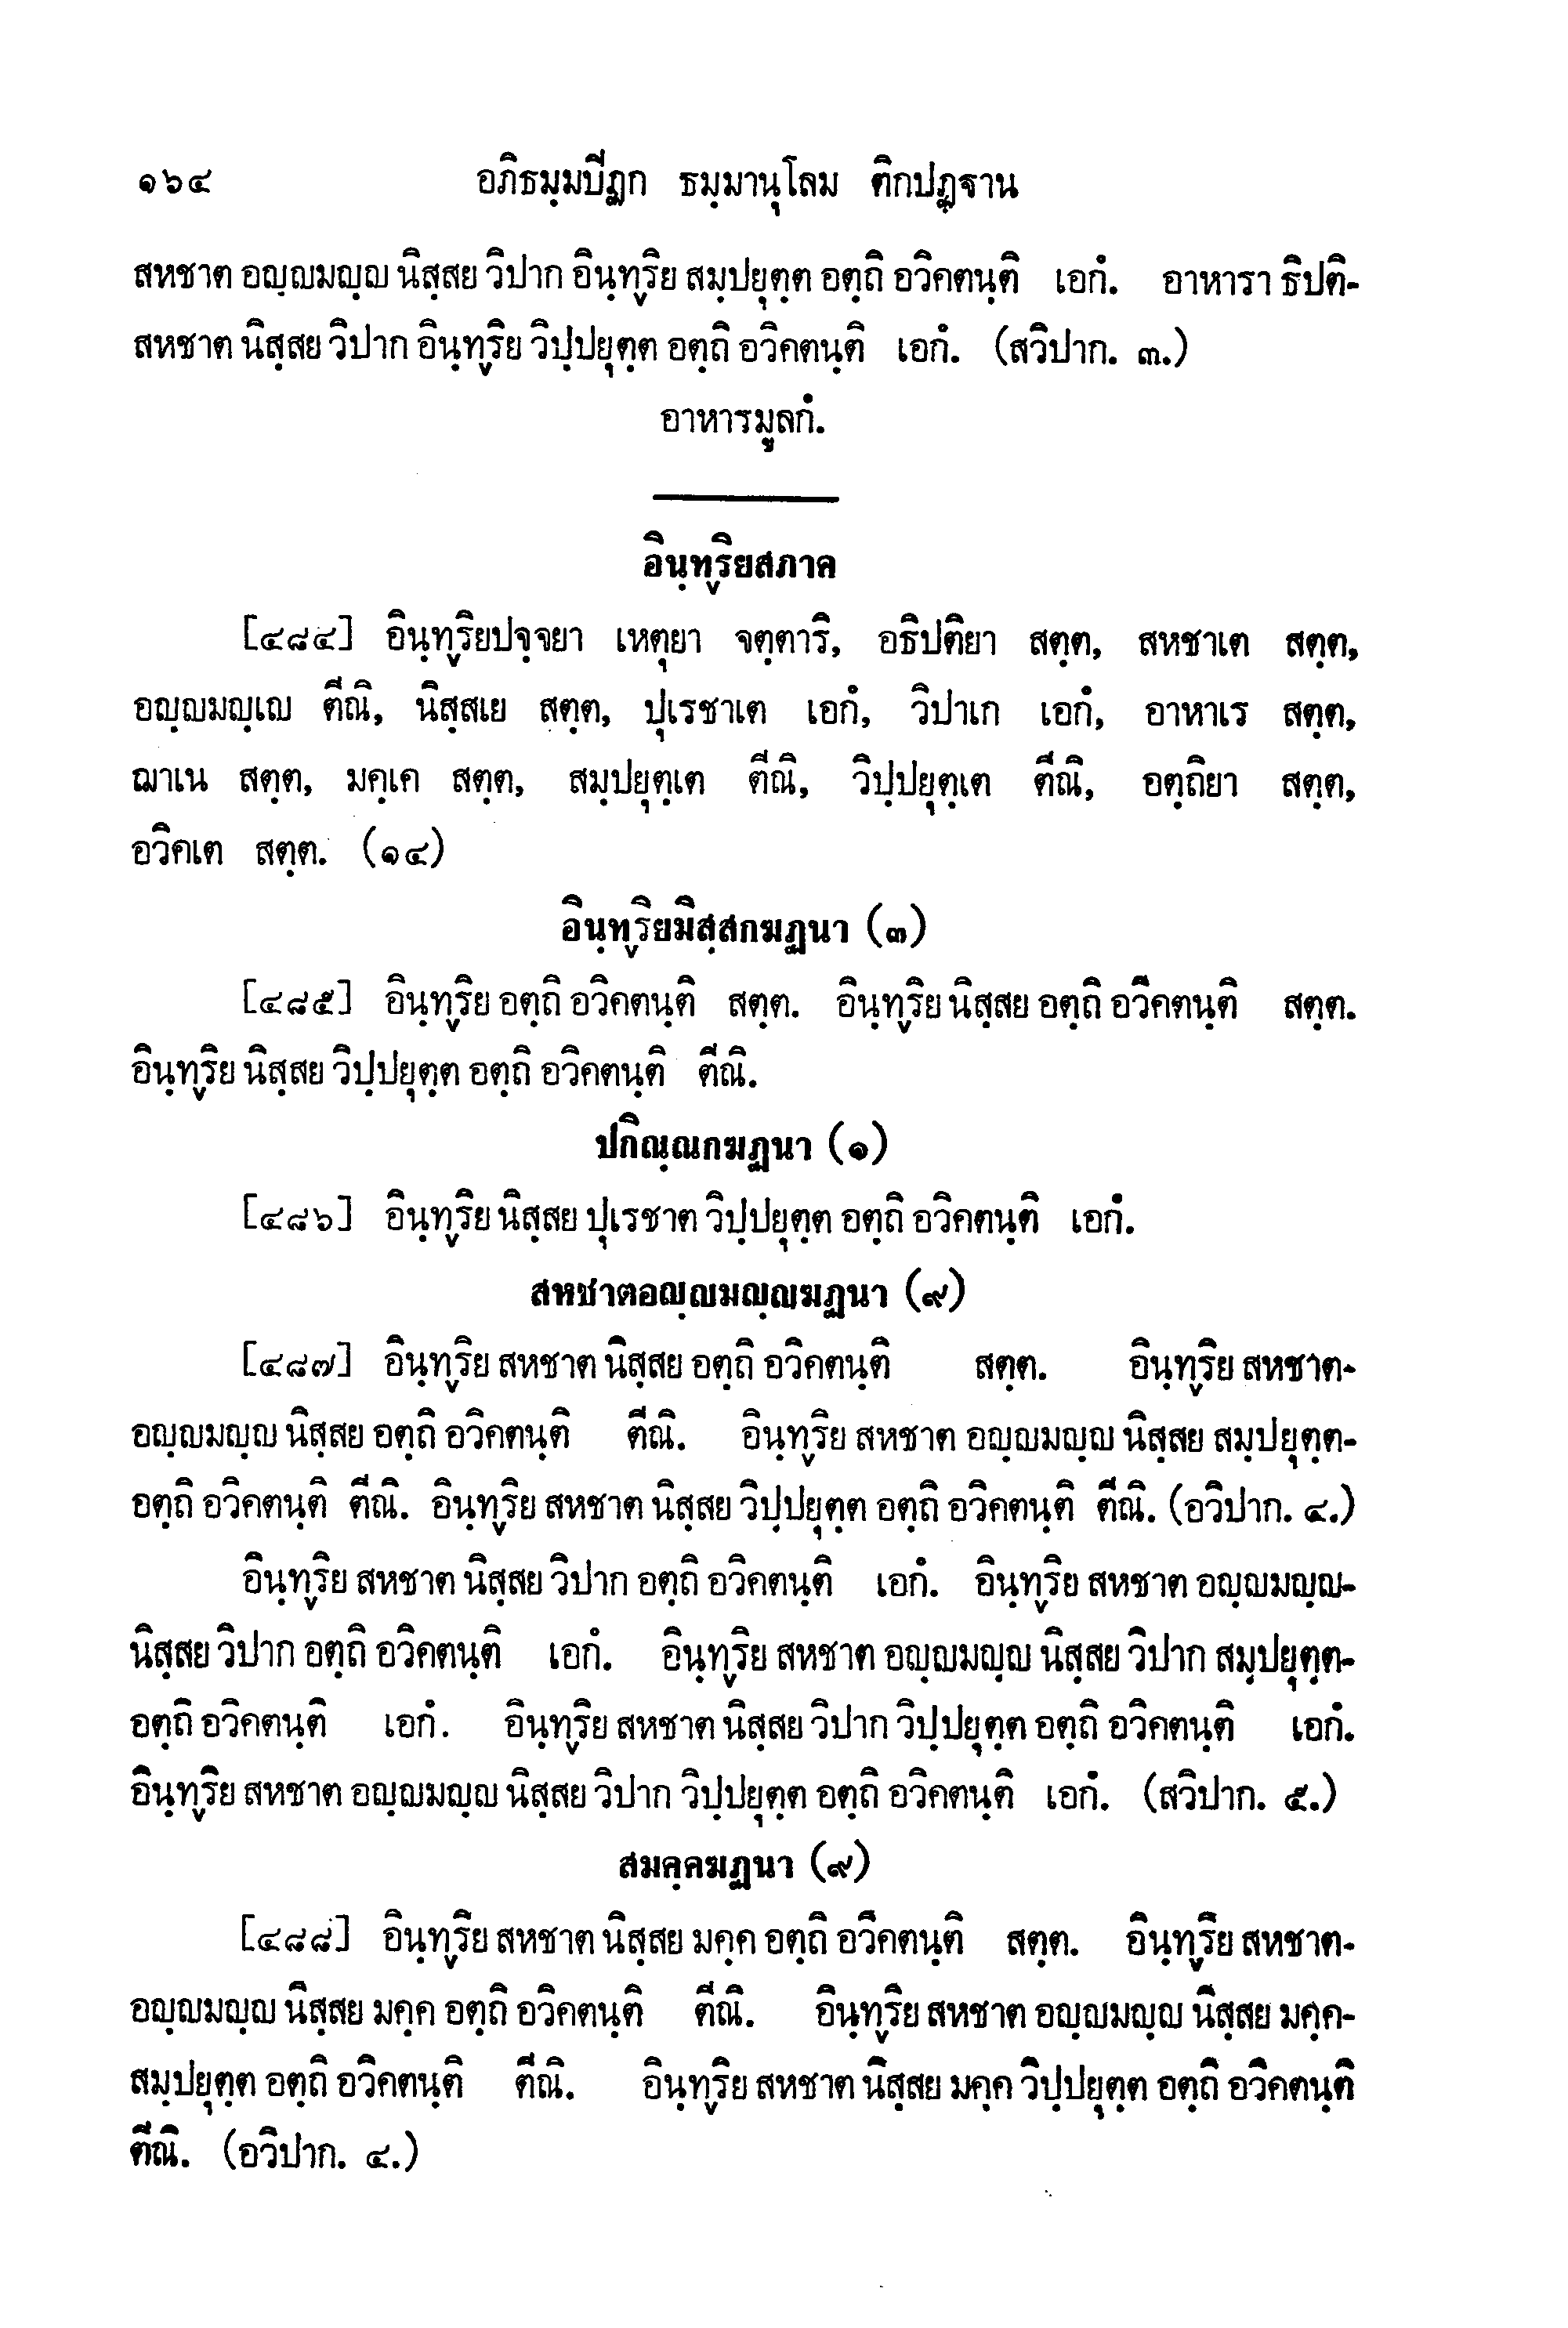 ๑๖๔ อภิธมฺมปีฏก ธมฺมานุโลม ติกปฏฺฐาน
สหชาต อญฺญมญฺญ นิสฺสย วิปาก อินฺทฺริย สมฺปยุตฺต อตฺถิ อวิคตนฺติ เอกํ. อาหารา ธิปติ-
สหชาต นิสฺสย วิปาก อินฺทฺริย วิปฺปยุตฺต อตฺถิ อวิคตนฺติ เอกํ. (สวิปาก. ๓.)
อาหารมูลกํ.
อินฺทฺริยสภาค
[๔๘๔] อินฺทฺริยปจฺจยา เหตุยา จตฺตาริ, อธิปติยา สตฺต, สหชาเต สตฺต,
อญฺญมญฺเญ ตีณิ, นิสฺสเย สตฺต, ปุเรชาเต เอกํ, วิปาเก เอกํ, อาหาเร สตฺต,
ฌาเน สตฺต, มคฺเค สตฺต, สมฺปยุตฺเต ตีณิ, วิปฺปยุตฺเต ตีณิ, อตฺถิยา สตฺต,
อวิคเต สตฺต. (๑๔)
อินฺทฺริยมิสฺสกฆฏนา (๓)
[๔๘๕] อินฺทฺริย อตฺถิ อวิคตนฺติ สตฺต. อินฺทฺริย นิสฺสย อตฺถิ อวิคตนฺติ สตฺต.
อินฺทฺริย นิสฺสย วิปฺปยุตฺต อตฺถิ อวิคตนฺติ ตีณิ.
ปกิณฺณกฆฏนา (๑)
[๔๘๖] อินฺทฺริย นิสฺสย ปุเรชาต วิปฺปยุตฺต อตฺถิ อวิคตนฺติ เอกํ.
สหชาตอญฺญมญฺญฆฏนา (๙)
[๔๘๗] อินฺทฺริย สหชาต นิสฺสย อตฺถิ อวิคตนฺติ สตฺต. อินฺทฺริย สหชาต-
อญฺญมญฺญ นิสฺสย อตฺถิ อวิคตนฺติ ตีณิ. อินฺทฺริย สหชาต อญฺญมญฺญ นิสฺสย สมฺปยุตฺต-
อตฺถิ อวิคตนฺติ ตีณิ. อินฺทฺริย สหชาต นิสฺสย วิปฺปยุตฺต อตฺถิ อวิคตนฺติ ตีณิ. (อวิปาก. ๔.)
อินฺทฺริย สหชาต นิสฺสย วิปาก อตฺถิ อวิคตนฺติ เอกํ. อินฺทฺริย สหชาต อญฺญมญฺญ-
นิสฺสย วิปาก อตฺถิ อวิคตนฺติ เอกํ. อินฺทฺริย สหชาต อญฺญมญฺญ นิสฺสย วิปาก สมฺปยุตฺต-
อตฺถิ อวิคตนฺติ เอกํ. อินฺทฺริย สหชาต นิสฺสย วิปาก วิปฺปยุตฺต อตฺถิ อวิคตนฺติ เอกํ.
อินฺทฺริย สหชาต อญฺญมญฺญ นิสฺสย วิปาก วิปฺปยุตฺต อตฺถิ อวิคตนฺติ เอกํ. (สวิปาก. ๕.)
สมคฺคฆฏนา (๙)
[๔๘๘] อินฺทฺริย สหชาต นิสฺสย มคฺค อตฺถิ อวิคตนฺติ สตฺต. อินฺทฺริย สหชาต-
อญฺญมญฺญ นิสฺสย มคฺค อตฺถิ อวิคตนฺติ ตีณิ. อินฺทฺริย สหชาต อญฺญมญฺญ นิสฺสย มคฺค-
สมฺปยุตฺต อตฺถิ อวิคตนฺติ ตีณิ. อินฺทฺริย สหชาต นิสฺสย มคฺค วิปฺปยุตฺต อตฺถิ อวิคตนฺติ
ตีณิ. (อวิปาก. ๔.)